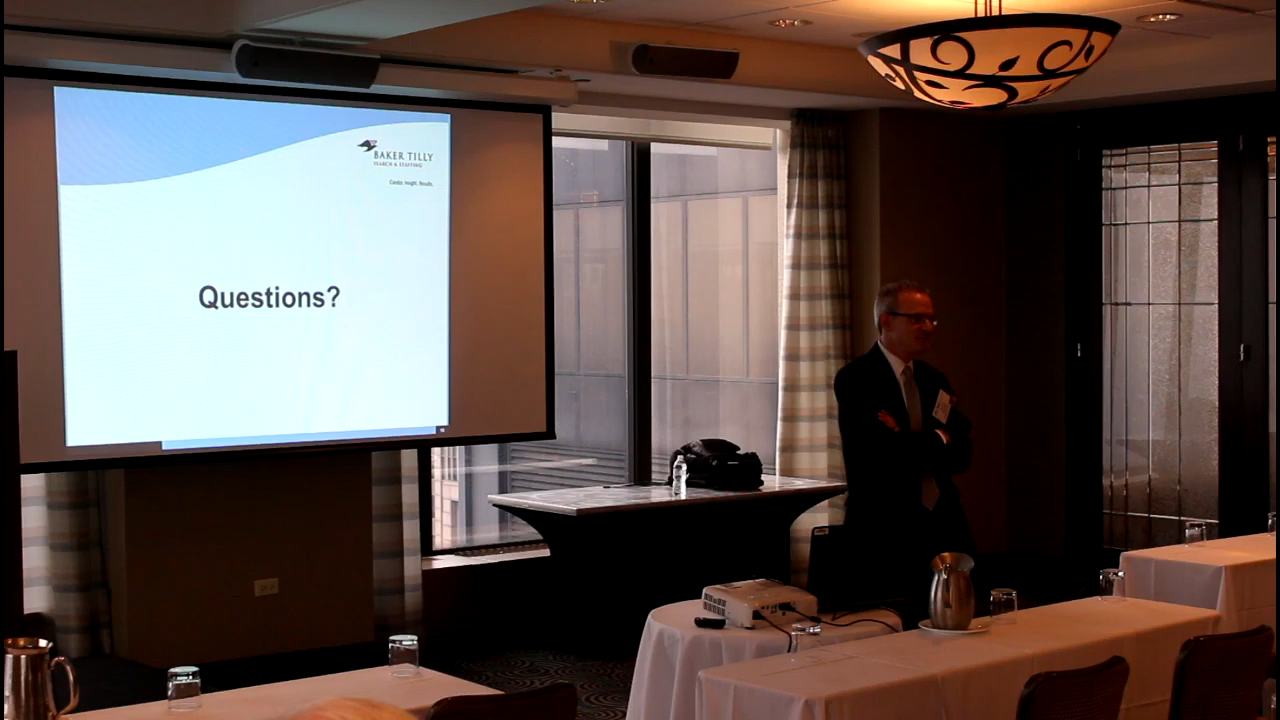 BAKER TILLY
SEARCH & STAFFING
Candor. Insight. Results.
Questions?